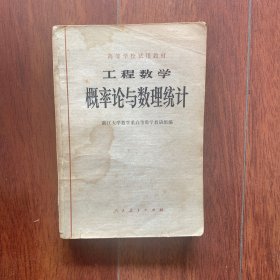 高等学校试用教材
工程数学
概率论与数理统计
浙江大学数学系高等数学教研组编
人民教育出版社